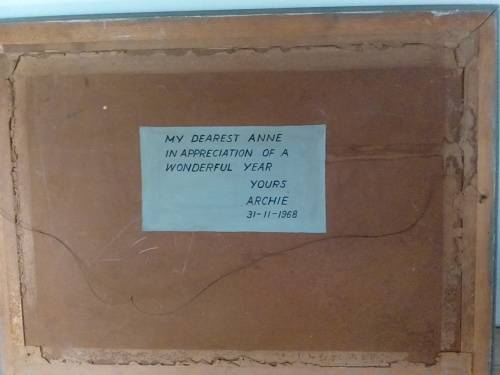 MY DEAREST ANNE
IN APPRECIATION OF A
WONDERFUL YEAR
YOURS
ARCHIE
31-11-1968